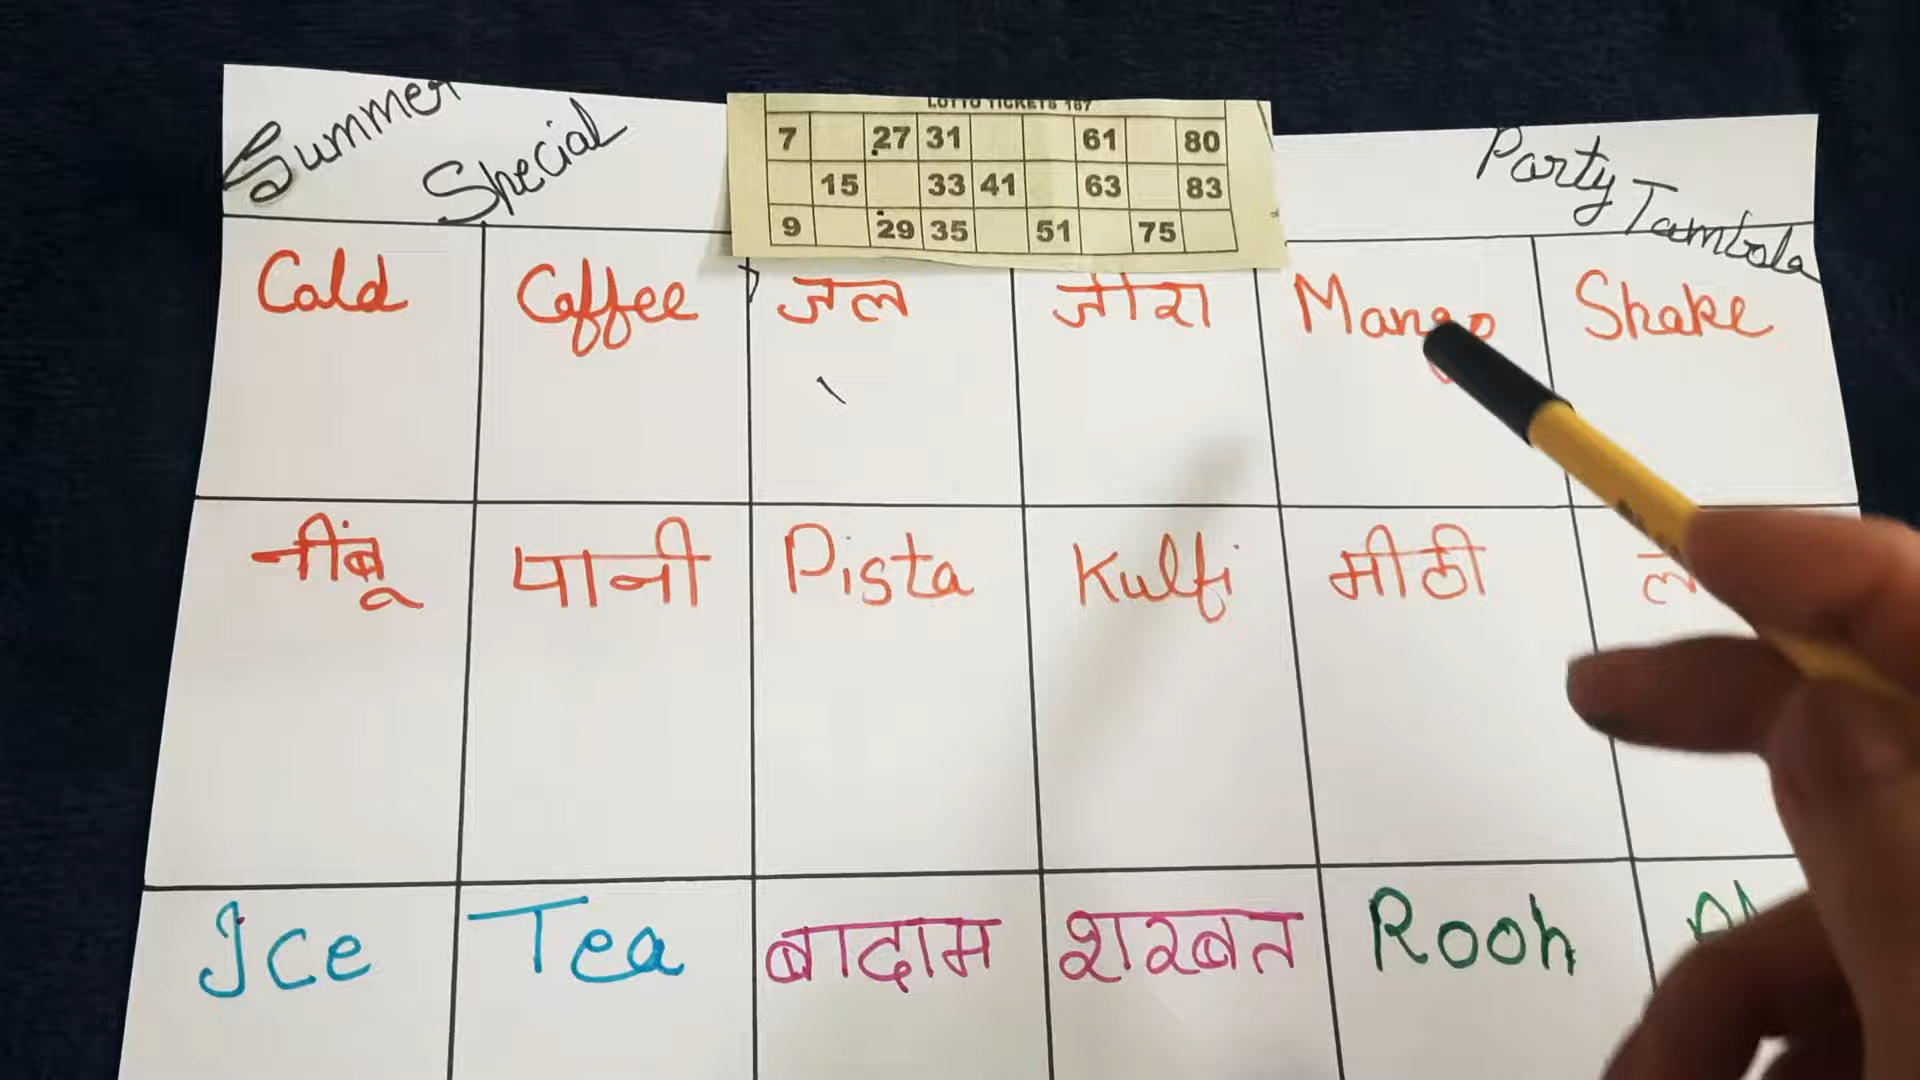 Summer Special
Party Tambola
LOTTO TICKETS 167
7 27 31 61 80
15 33 41 63 83
9 29 35 51 75
Cold Coffee जल जीरा Mango Shake
नींबू पानी Pista Kulfi मीठी
Ice Tea बादाम शरबत Rooh